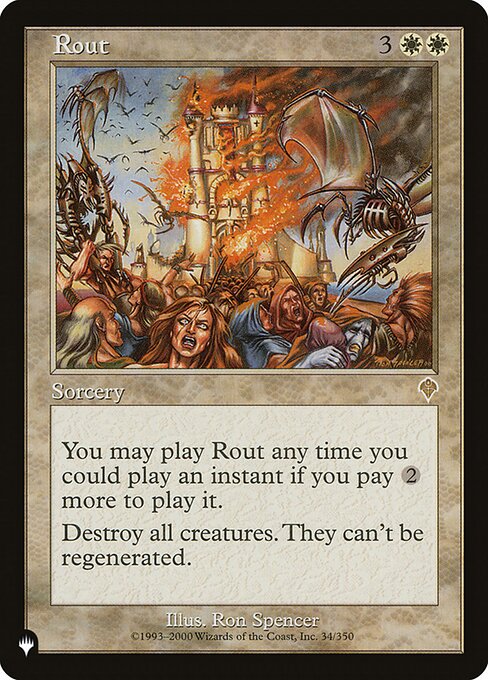 Rout 3
Sorcery
You may play Rout any time you
could play an instant if you pay 2
more to play it.
Destroy all creatures. They can't be
regenerated.
Illus. Ron Spencer
©1993–2000 Wizards of the Coast, Inc. 34/350